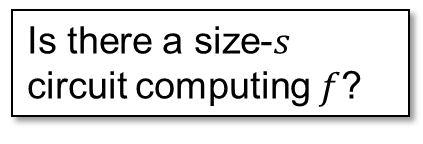 Is there a size-𝑠
circuit computing 𝑓?